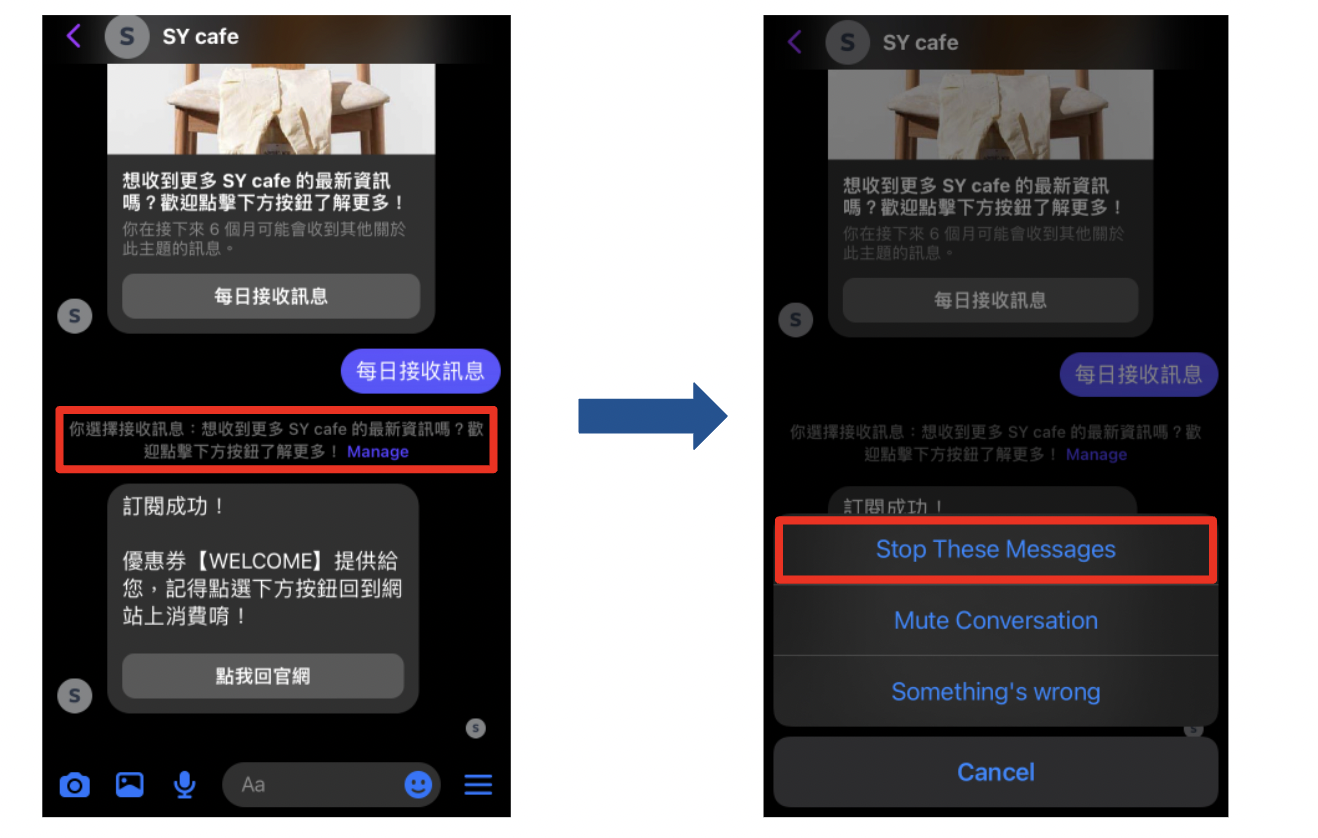 S SY cafe
想收到更多 SY cafe 的最新資訊
嗎？歡迎點擊下方按鈕了解更多！
你在接下來 6 個月可能會收到其他關於
此主題的訊息。
每日接收訊息
S
每日接收訊息
你選擇接收訊息：想收到更多 SY cafe 的最新資訊嗎？歡
迎點擊下方按鈕了解更多！ Manage
訂閱成功！
優惠券【WELCOME】提供給
您，記得點選下方按鈕回到網
站上消費唷！
點我回官網
S
S
Aa
S SY cafe
想收到更多 SY cafe 的最新資訊
嗎？歡迎點擊下方按鈕了解更多！
你在接下來 6 個月可能會收到其他關於
此主題的訊息。
每日接收訊息
S
每日接收訊息
你選擇接收訊息：想收到更多 SY cafe 的最新資訊嗎？歡
迎點擊下方按鈕了解更多！ Manage
訂閱成功！
Stop These Messages
Mute Conversation
Something's wrong
S
Cancel